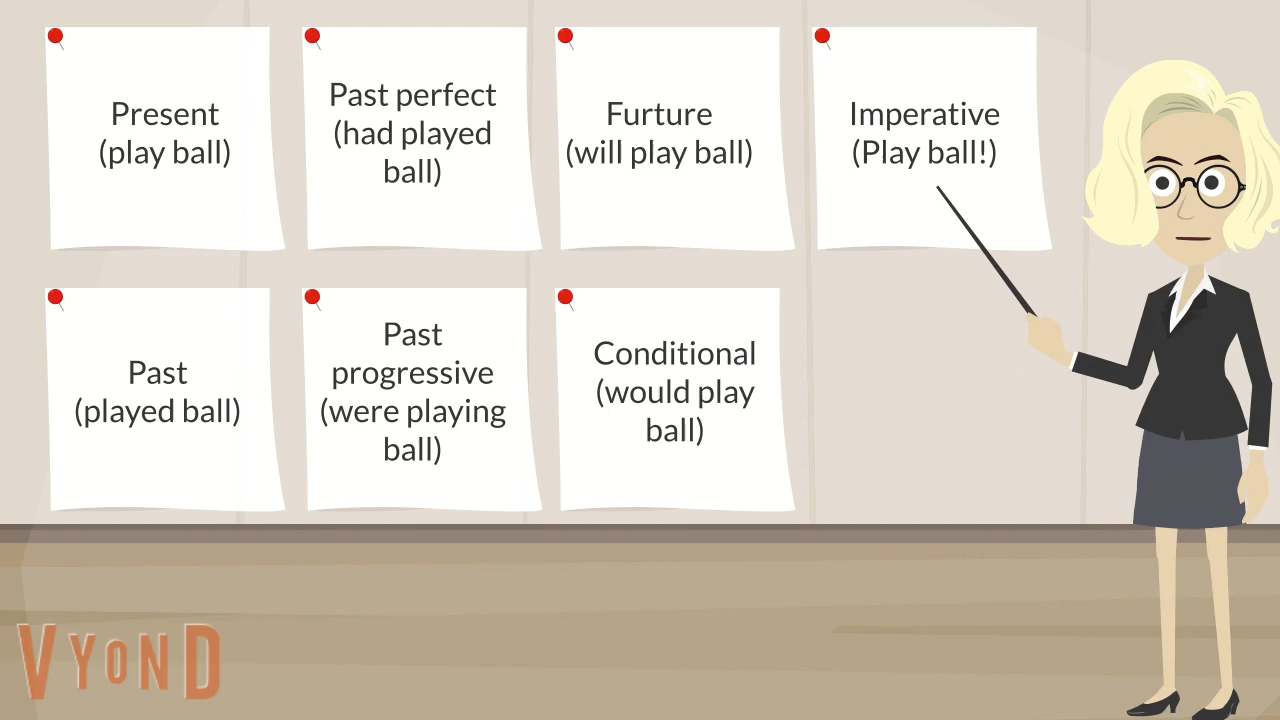 Present
(play ball)
Past perfect
(had played
ball)
Furture
(will play ball)
Imperative
(Play ball!)
Past
(played ball)
Past
progressive
(were playing
ball)
Conditional
(would play
ball)
VYOND